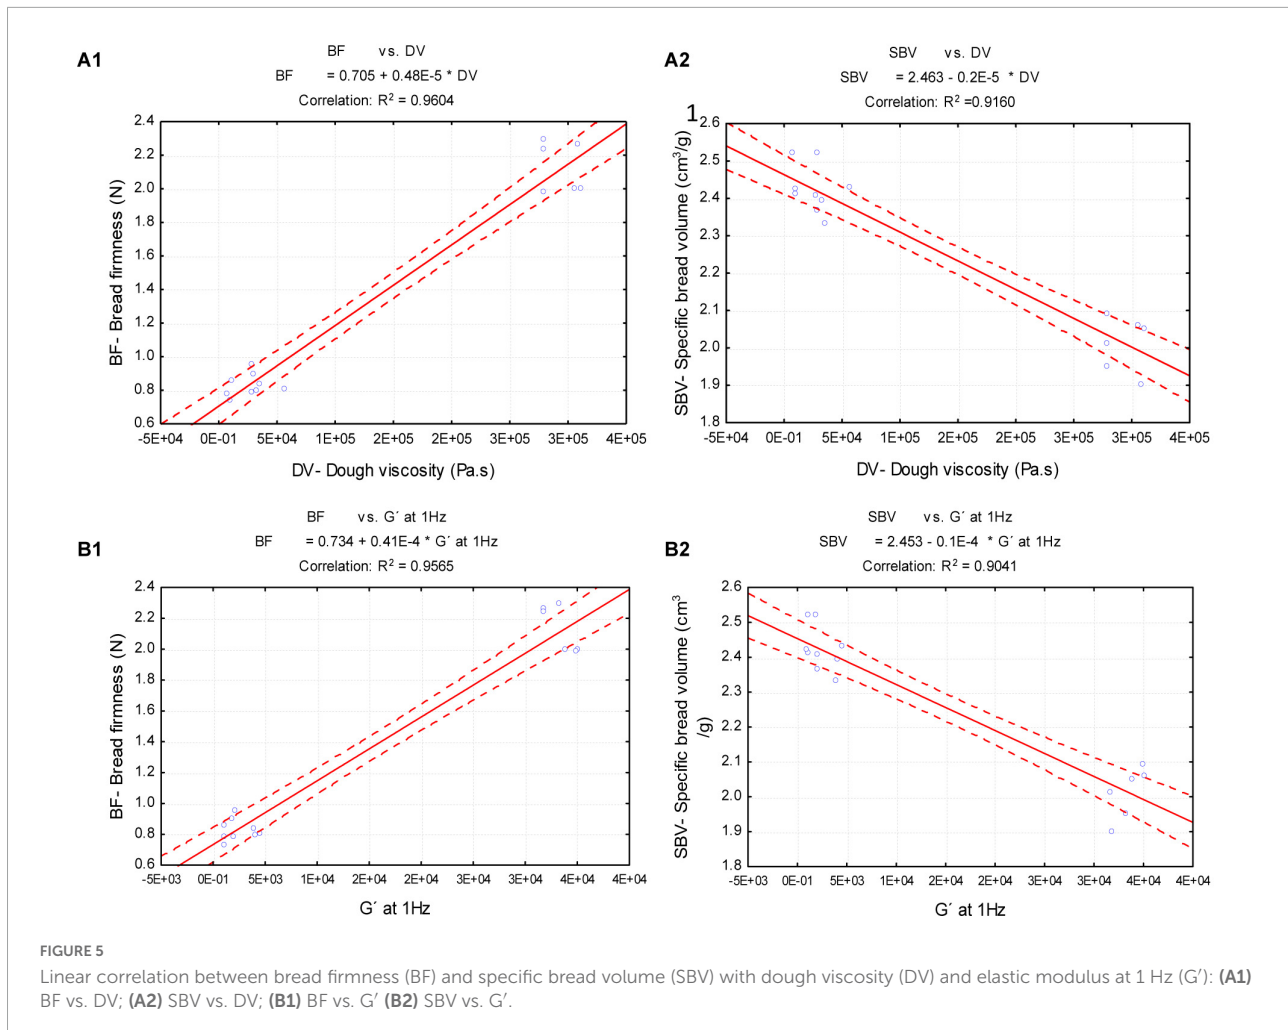 A1
BF vs. DV
BF = 0.705 + 0.48E-5 * DV
Correlation: R² = 0.9604
2.4
2.2
2.0
1.8
1.6
1.4
1.2
1.0
0.8
0.6
BF- Bread firmness (N)
-5E+04 0E-01 5E+04 1E+05 2E+05 2E+05 3E+05 3E+05 4E+05
DV- Dough viscosity (Pa.s)
A2
SBV vs. DV
SBV = 2.463 - 0.2E-5 * DV
Correlation: R² =0.9160
1
2.6
2.5
2.4
2.3
2.2
2.1
2.0
1.9
1.8
SBV- Specific bread volume (cm³/g)
-5E+04 0E-01 5E+04 1E+05 2E+05 2E+05 3E+05 3E+05 4E+05
DV- Dough viscosity (Pa.s)
B1
BF vs. G´ at 1Hz
BF = 0.734 + 0.41E-4 * G´ at 1Hz
Correlation: R² = 0.9565
2.4
2.2
2.0
1.8
1.6
1.4
1.2
1.0
0.8
0.6
BF- Bread firmness (N)
-5E+03 0E-01 5E+03 1E+04 2E+04 2E+04 3E+04 3E+04 4E+04 4E+04
G´ at 1Hz
B2
SBV vs. G´ at 1Hz
SBV = 2.453 - 0.1E-4 * G´ at 1Hz
Correlation: R² = 0.9041
2.6
2.5
2.4
2.3
2.2
2.1
2.0
1.9
1.8
SBV- Specific bread volume (cm³
/g)
-5E+03 0E-01 5E+03 1E+04 2E+04 2E+04 3E+04 3E+04 4E+04 4E+04
G´ at 1Hz
FIGURE 5
Linear correlation between bread firmness (BF) and specific bread volume (SBV) with dough viscosity (DV) and elastic modulus at 1 Hz (G′): (A1)
BF vs. DV; (A2) SBV vs. DV; (B1) BF vs. G′ (B2) SBV vs. G′.